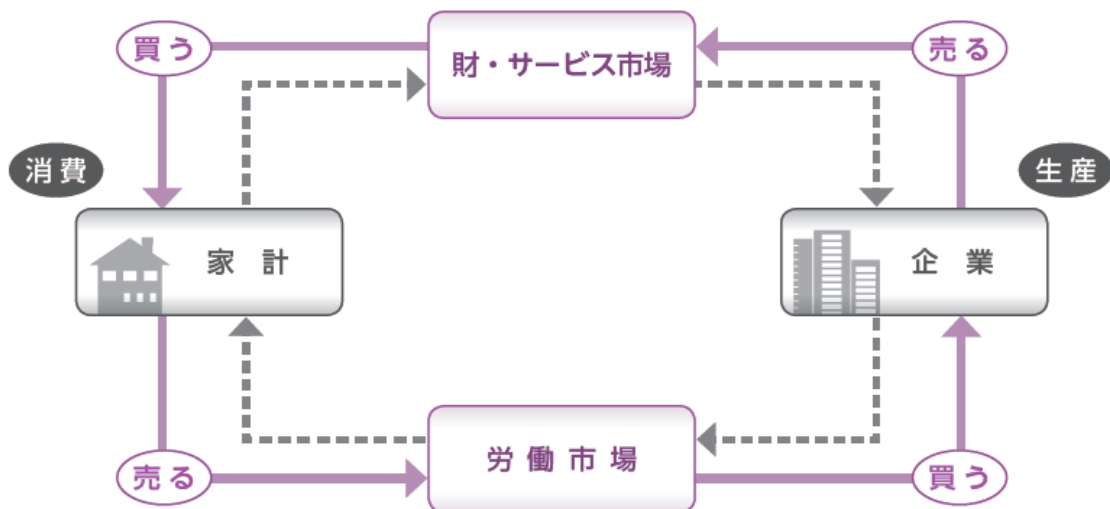 買う
財・サービス市場
売る
消費
生産
家計
企業
売る
労働市場
買う